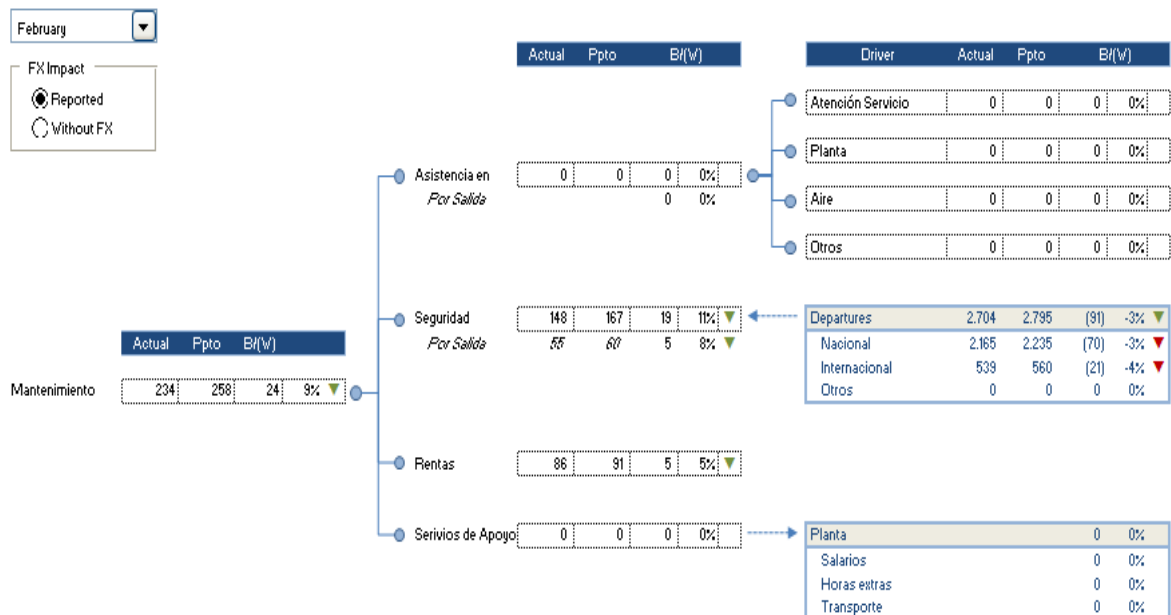 February
FX Impact
Reported
Without FX
Actual Ppto B/(W)
Driver Actual Ppto B/(W)
Atención Servicio 0 0 0 0%
Planta 0 0 0 0%
Asistencia en 0 0 0 0%
Por Salida 0 0%
Aire 0 0 0 0%
Otros 0 0 0 0%
Seguridad 148 167 19 11%
Por Salida 55 60 5 8%
Departures 2.704 2.795 (91) -3%
Nacional 2.165 2.235 (70) -3%
Internacional 539 560 (21) -4%
Otros 0 0 0 0%
Actual Ppto B/(W)
Mantenimiento 234 258 24 9%
Rentas 86 91 5 5%
Serivios de Apoyo 0 0 0 0%
Planta 0 0%
Salarios 0 0%
Horas extras 0 0%
Transporte 0 0%